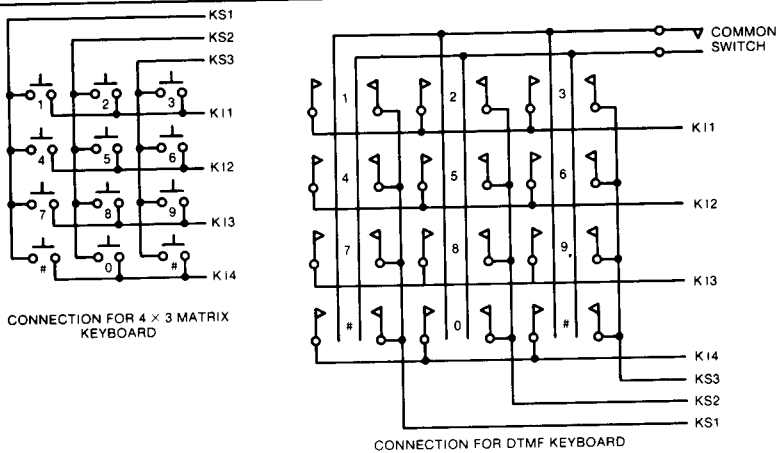 KS1
KS2
KS3
1 2 3
KI1
4 5 6
KI2
7 8 9
KI3
# 0 #
KI4
CONNECTION FOR 4 × 3 MATRIX
KEYBOARD
COMMON
SWITCH
1 2 3
KI1
4 5 6
KI2
7 8 9
KI3
# 0 #
KI4
KS3
KS2
KS1
CONNECTION FOR DTMF KEYBOARD